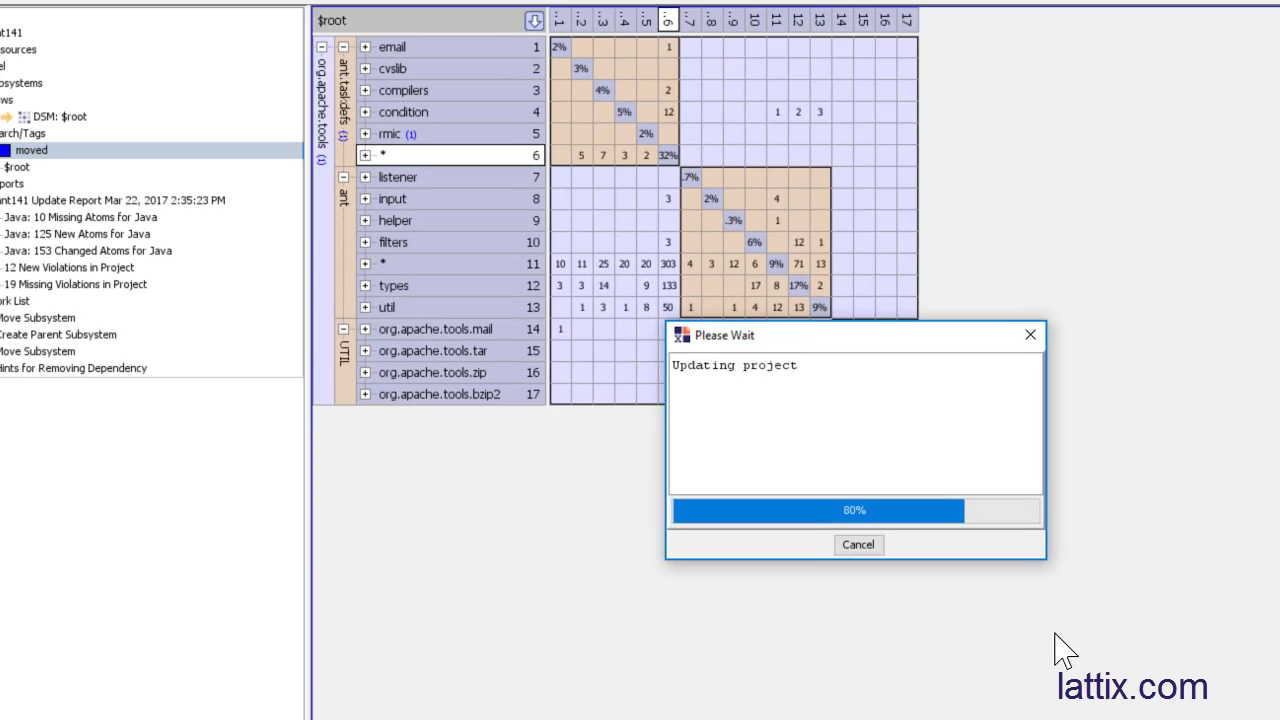 nt141
sources
el
systems
ws
DSM: $root
arch/Tags
moved
$root
ports
nt141 Update Report Mar 22, 2017 2:35:23 PM
Java: 10 Missing Atoms for Java
Java: 125 New Atoms for Java
Java: 153 Changed Atoms for Java
12 New Violations in Project
19 Missing Violations in Project
ork List
Move Subsystem
Create Parent Subsystem
Move Subsystem
Hints for Removing Dependency
$root ..1 ..2 ..3 ..4 ..5 ..6 ..7 ..8 ..9 10 11 12 13 14 15 16 17
org.apache.tools (1)
ant.taskdefs (1)
email 1 2% 1
cvslib 2 3%
compilers 3 4% 2
condition 4 5% 12 1 2 3
rmic (1) 5 2%
* 6 5 7 3 2 32%
ant
listener 7 .7%
input 8 3 2% 4
helper 9 .3% 1
filters 10 3 6% 12 1
* 11 10 11 25 20 20 303 4 3 12 6 9% 71 13
types 12 3 3 14 9 133 17 8 17% 2
util 13 1 3 1 8 50 1 1 4 12 13 9%
UTIL
org.apache.tools.mail 14 1
org.apache.tools.tar 15
org.apache.tools.zip 16
org.apache.tools.bzip2 17
Please Wait
Updating project
80%
Cancel
lattix.com